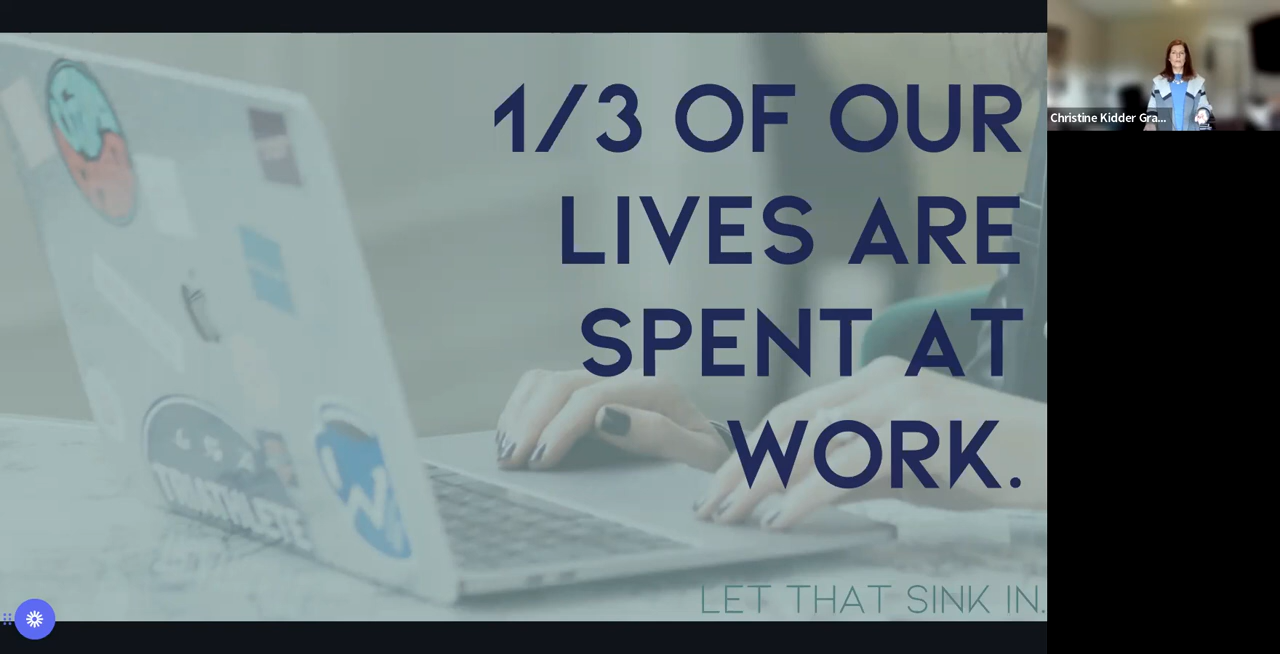 1/3 OF OUR
LIVES ARE
SPENT AT
WORK.
LET THAT SINK IN.
Christine Kidder Gra...
TRIATHLETE